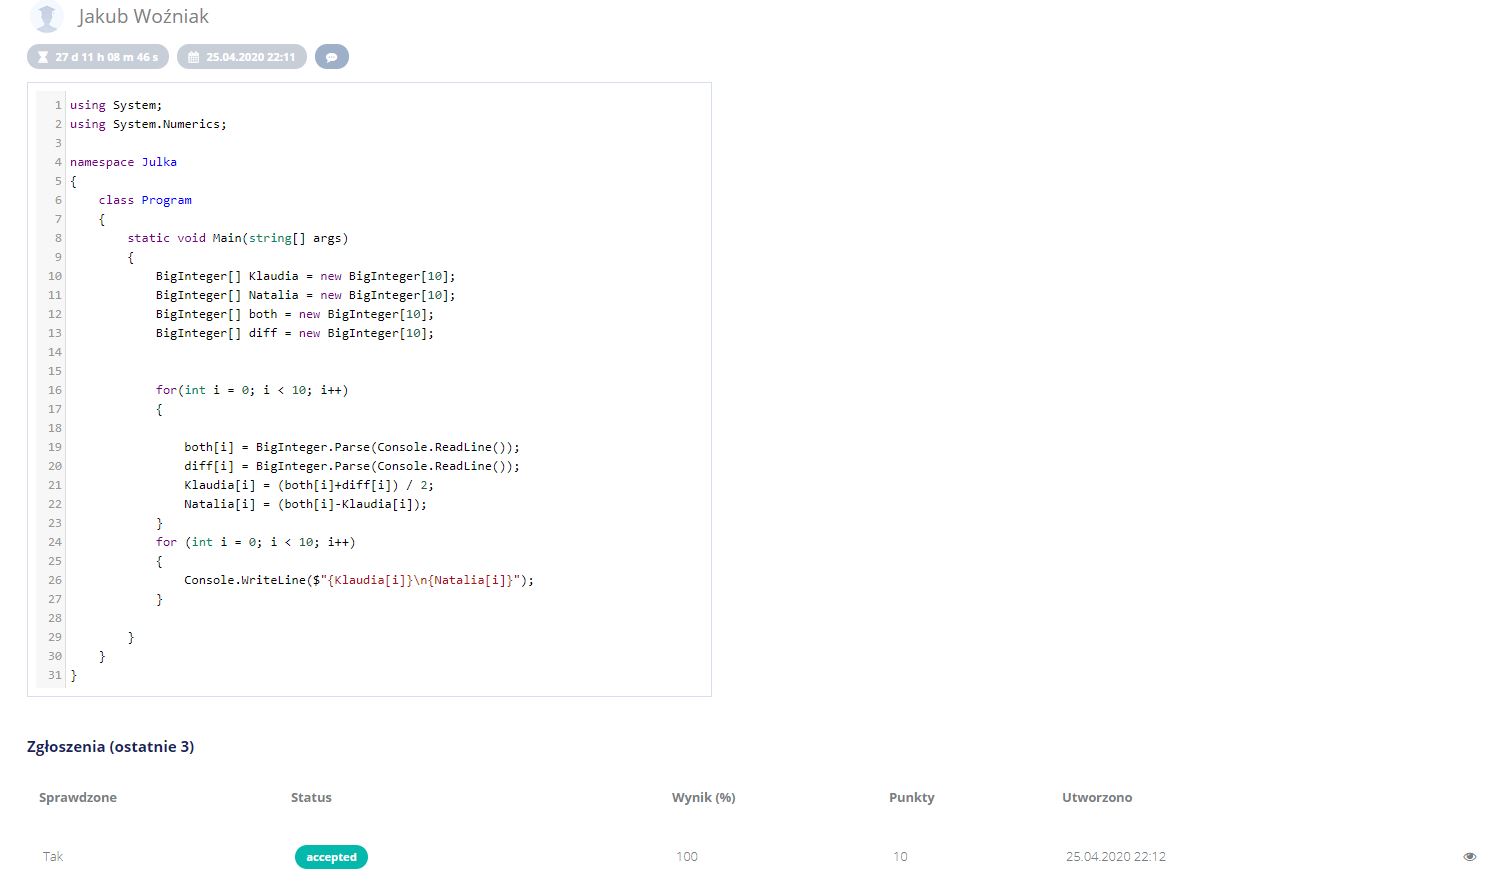 Jakub Woźniak
27 d 11 h 08 m 46 s 25.04.2020 22:11
1 using System;
2 using System.Numerics;
3
4 namespace Julka
5 {
6     class Program
7     {
8         static void Main(string[] args)
9         {
10             BigInteger[] Klaudia = new BigInteger[10];
11             BigInteger[] Natalia = new BigInteger[10];
12             BigInteger[] both = new BigInteger[10];
13             BigInteger[] diff = new BigInteger[10];
14
15
16             for(int i = 0; i < 10; i++)
17             {
18
19                 both[i] = BigInteger.Parse(Console.ReadLine());
20                 diff[i] = BigInteger.Parse(Console.ReadLine());
21                 Klaudia[i] = (both[i]+diff[i]) / 2;
22                 Natalia[i] = (both[i]-Klaudia[i]);
23             }
24             for (int i = 0; i < 10; i++)
25             {
26                 Console.WriteLine($"{Klaudia[i]}\n{Natalia[i]}");
27             }
28
29         }
30     }
31 }
Zgłoszenia (ostatnie 3)
Sprawdzone Status Wynik (%) Punkty Utworzono
Tak accepted 100 10 25.04.2020 22:12